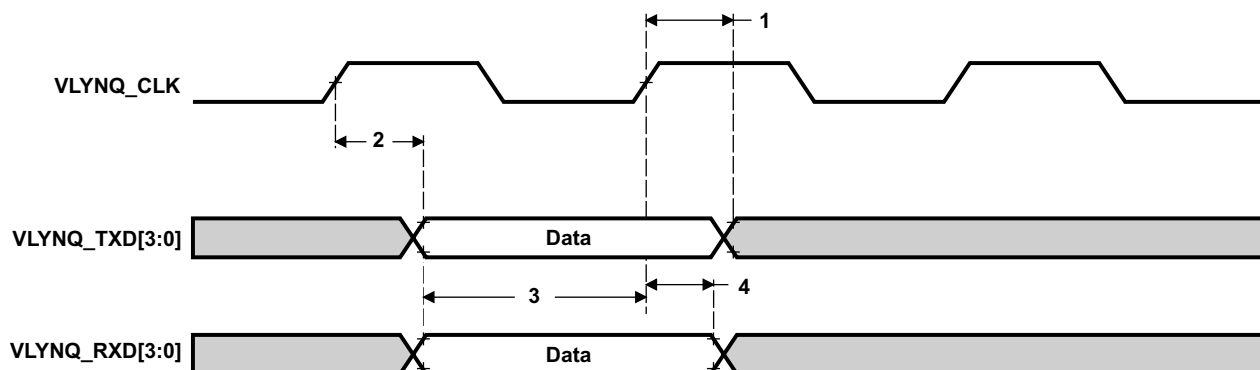 1
VLYNQ_CLK
2
VLYNQ_TXD[3:0]
Data
3
4
VLYNQ_RXD[3:0]
Data